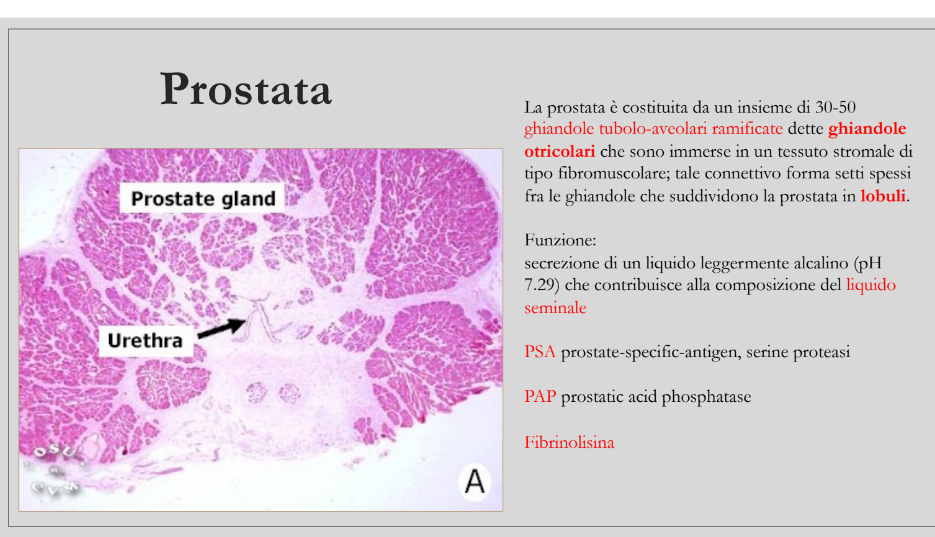 Prostata
La prostata è costituita da un insieme di 30-50
ghiandole tubolo-aveolari ramificate dette ghiandole
otricolari che sono immerse in un tessuto stromale di
tipo fibromuscolare; tale connettivo forma setti spessi
fra le ghiandole che suddividono la prostata in lobuli.
Funzione:
secrezione di un liquido leggermente alcalino (pH
7.29) che contribuisce alla composizione del liquido
seminale
PSA prostate-specific-antigen, serine proteasi
PAP prostatic acid phosphatase
Fibrinolisina
Prostate gland
Urethra
A